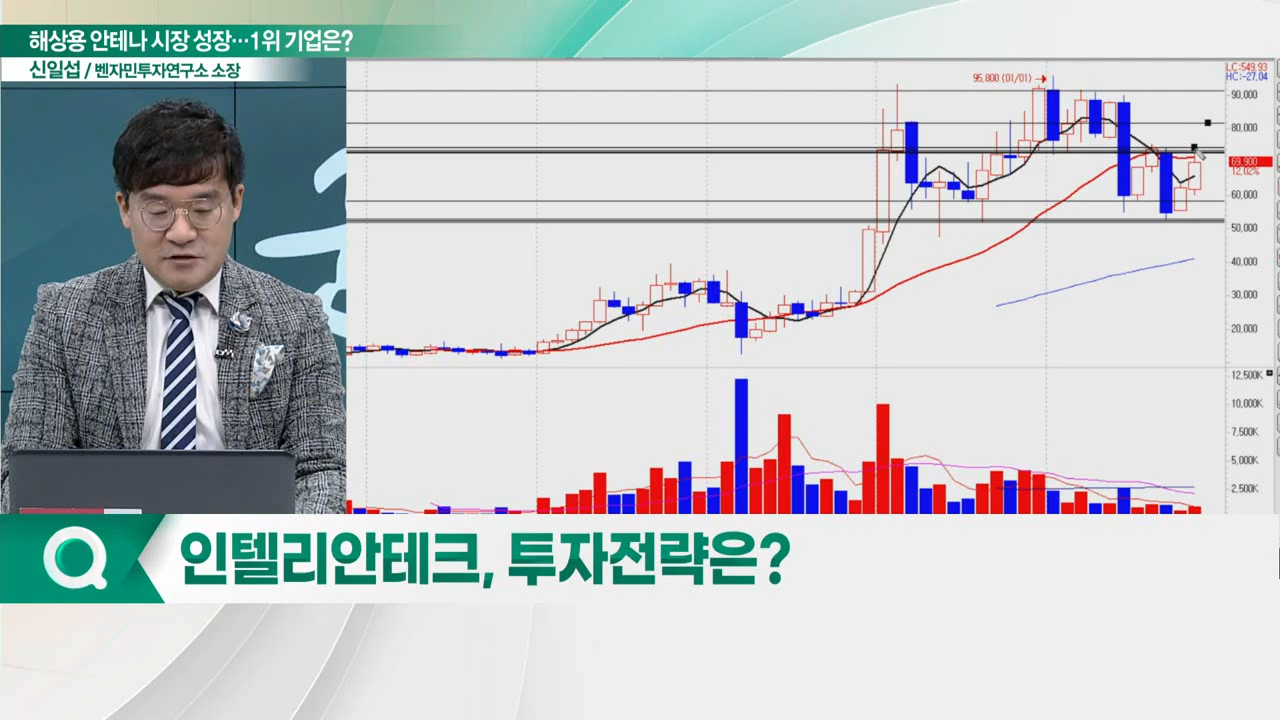 해상용 안테나 시장 성장…1위 기업은?
신일섭 / 벤자민투자연구소 소장
95,800 (01/01)
LC:549.93
HC:-27.04
90,000
80,000
69,900
12.02%
60,000
50,000
40,000
30,000
20,000
12,500K
10,000K
7,500K
5,000K
2,500K
Q
인텔리안테크, 투자전략은?